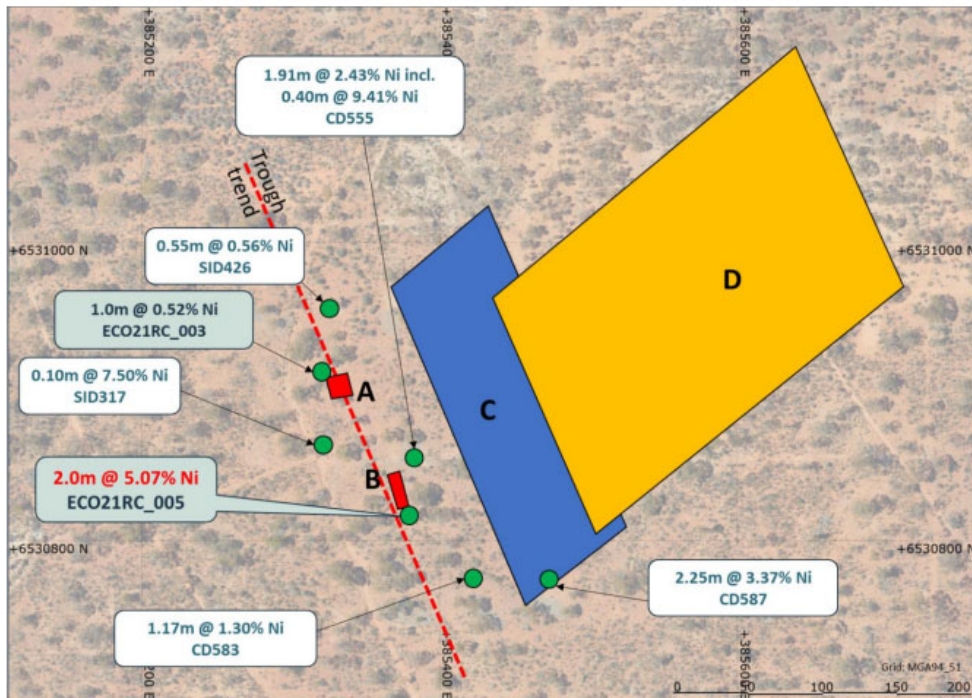 +385200 E
+385400 E
+385600 E
1.91m @ 2.43% Ni incl.
0.40m @ 9.41% Ni
CD555
Trough
trend
+6531000 N
+6531000 N
0.55m @ 0.56% Ni
SID426
D
1.0m @ 0.52% Ni
ECO21RC_003
0.10m @ 7.50% Ni
SID317
A
C
2.0m @ 5.07% Ni
ECO21RC_005
B
+6530800 N
+6530800 N
1.17m @ 1.30% Ni
CD583
2.25m @ 3.37% Ni
CD587
+385200 E
+385400 E
+385600 E
Grid: MGA94_51
0 50 100 150 200